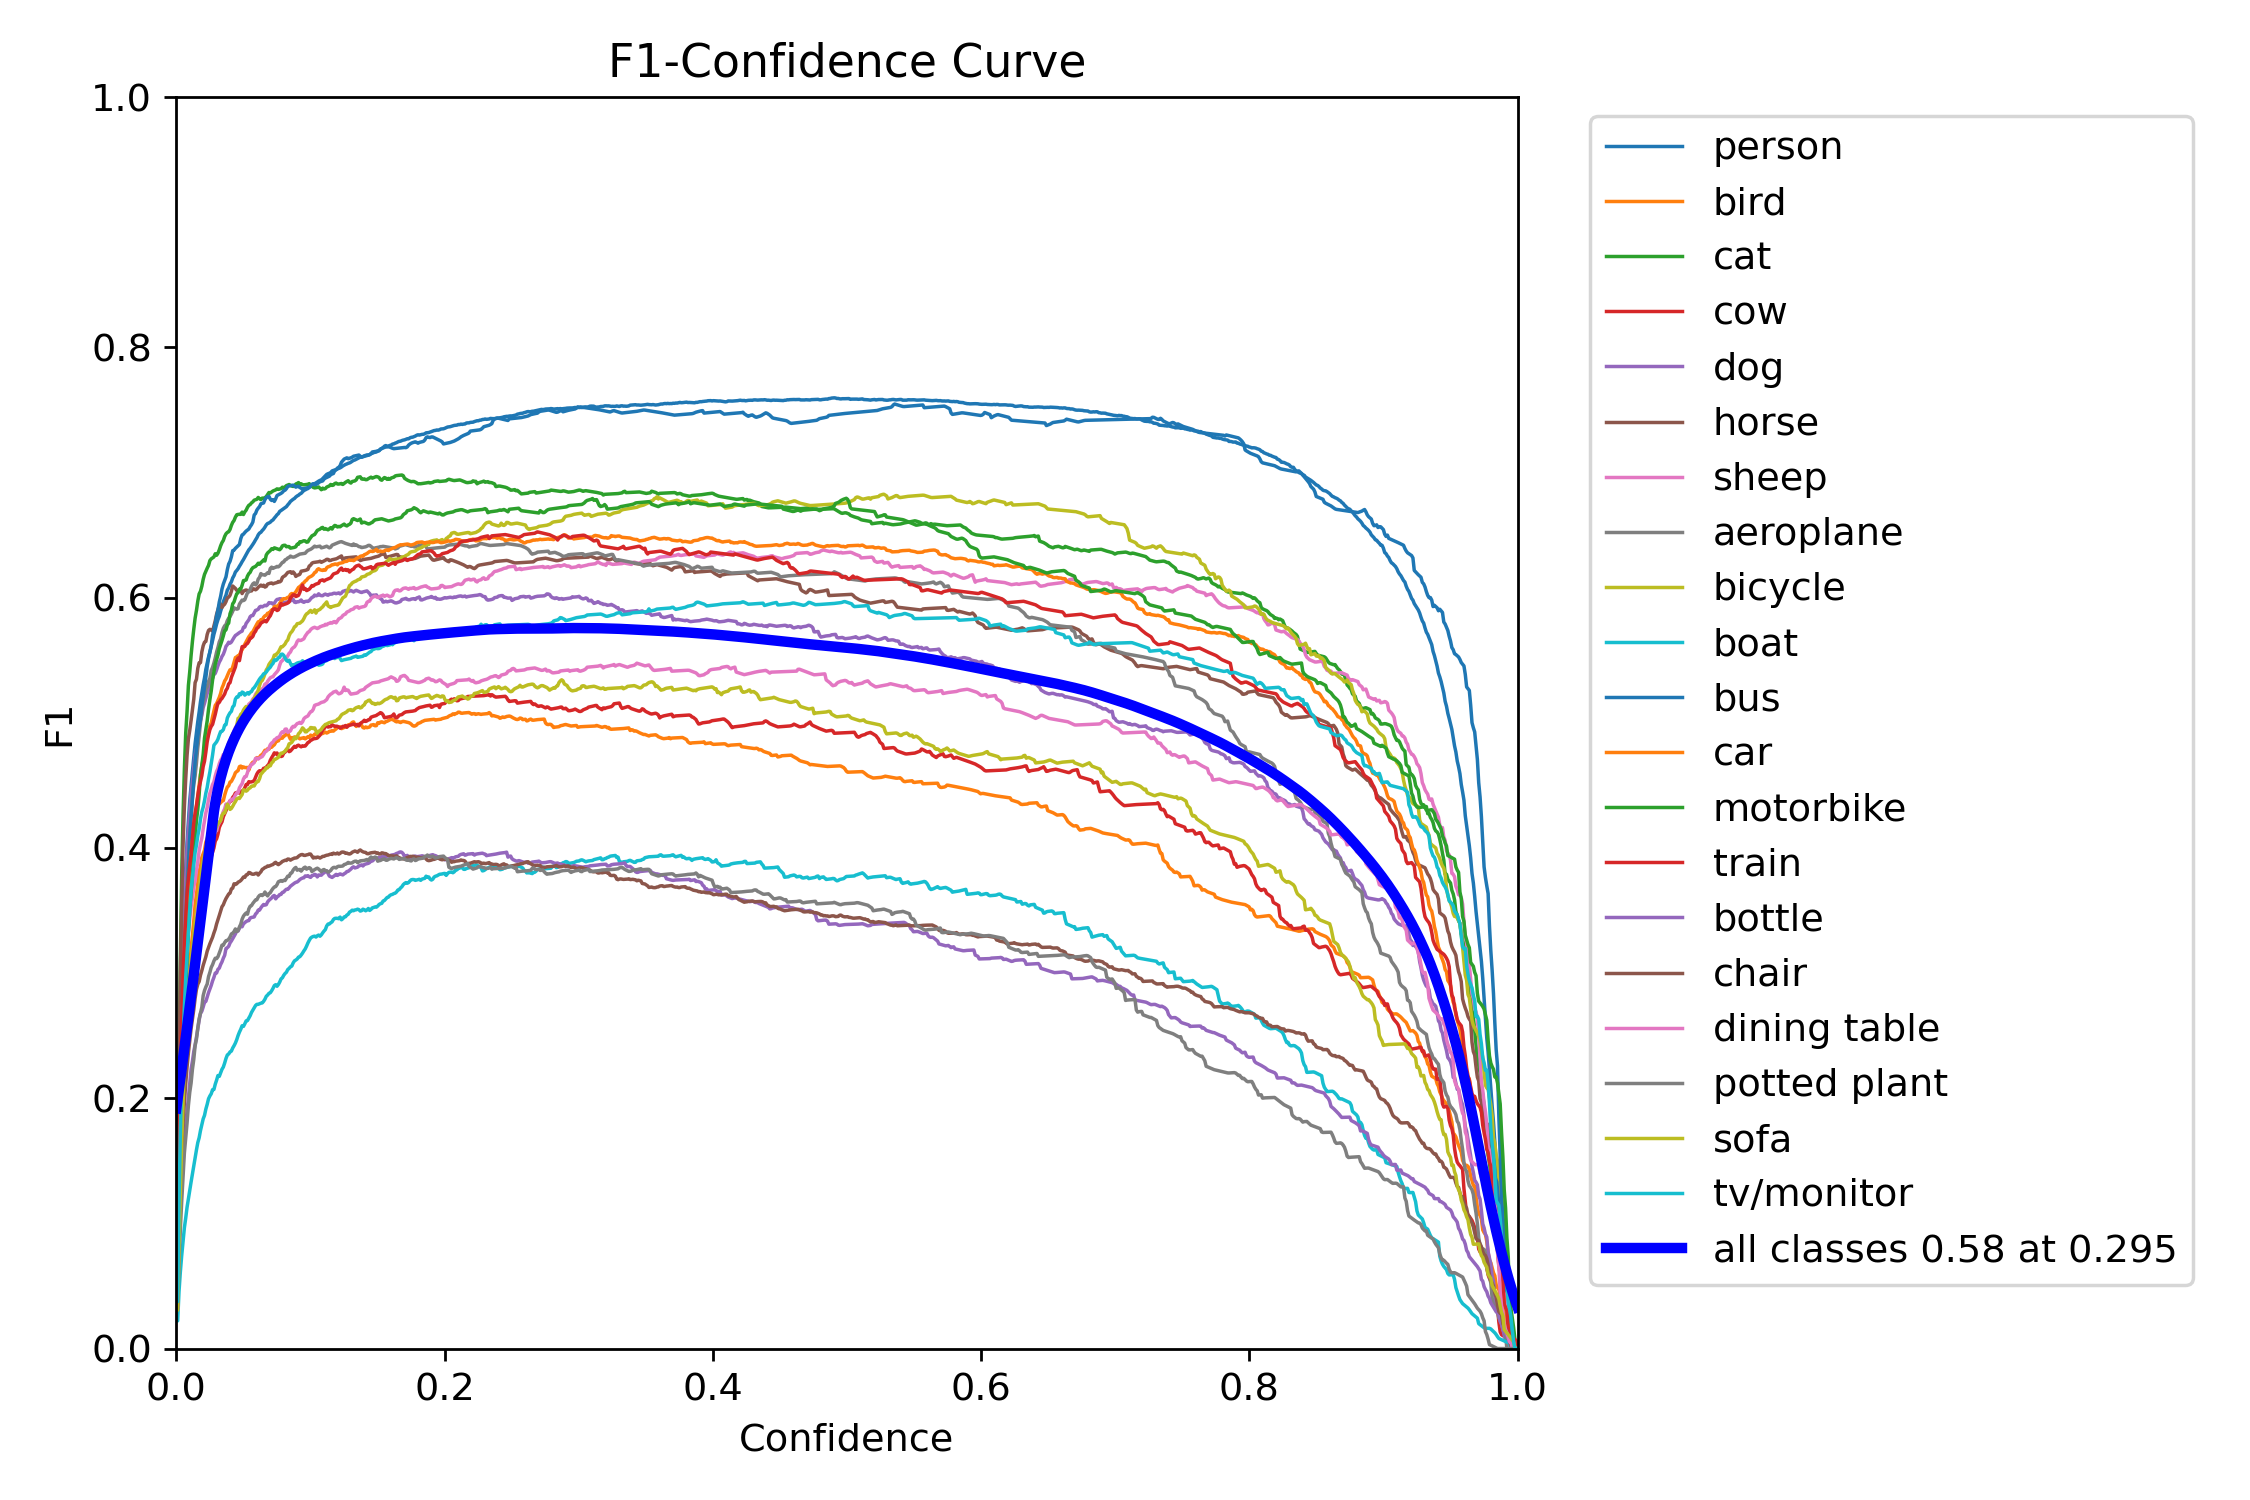 F1-Confidence Curve
1.0
0.8
0.6
0.4
0.2
0.0
F1
0.0 0.2 0.4 0.6 0.8 1.0
Confidence
person
bird
cat
cow
dog
horse
sheep
aeroplane
bicycle
boat
bus
car
motorbike
train
bottle
chair
dining table
potted plant
sofa
tv/monitor
all classes 0.58 at 0.295